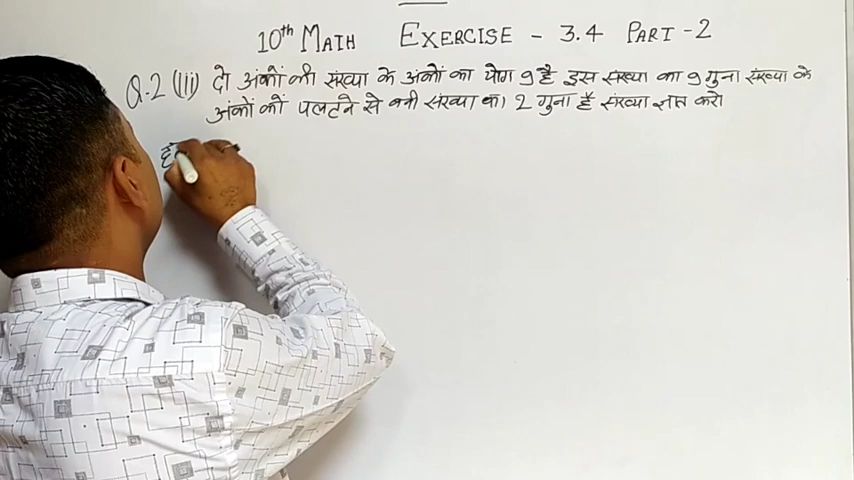 10th MATH EXERCISE - 3.4 PART -2
Q.2 (iii) दो अंकों की संख्या के अंकों का योग 9 है इस संख्या का 9 गुना संख्या के
अंकों को पलटने से बनी संख्या का 2 गुना है संख्या ज्ञात करो